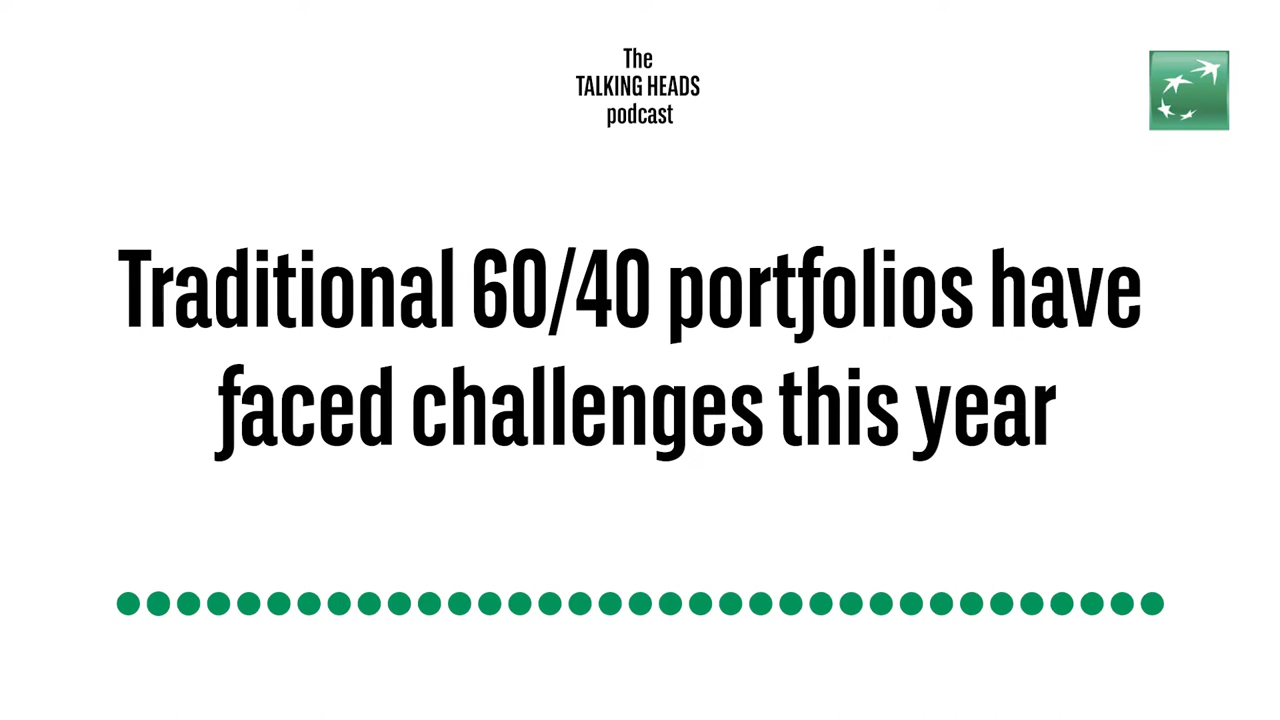 The
TALKING HEADS
podcast
Traditional 60/40 portfolios have
faced challenges this year